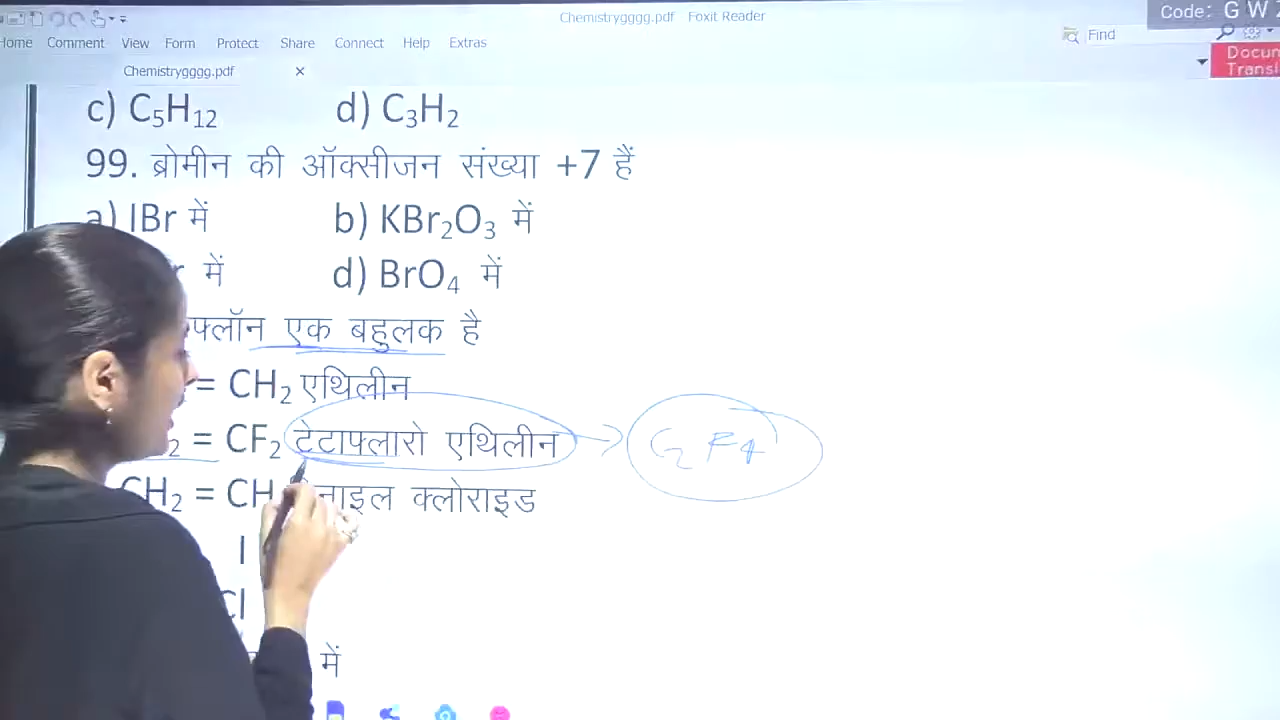 Chemistrygggg.pdf Foxit Reader
Code: G W
Home Comment View Form Protect Share Connect Help Extras
Find
Chemistrygggg.pdf ×
c) C₅H₁₂ d) C₃H₂
99. ब्रोमीन की ऑक्सीजन संख्या +7 हैं
a) IBr में b) KBr₂O₃ में
में d) BrO₄ में
फ्लॉन एक बहुलक है
= CH₂ एथिलीन
₂ = CF₂ टेटाफ्लारो एथिलीन C₂F₄
CH₂ = CH नाइल क्लोराइड
Cl
में